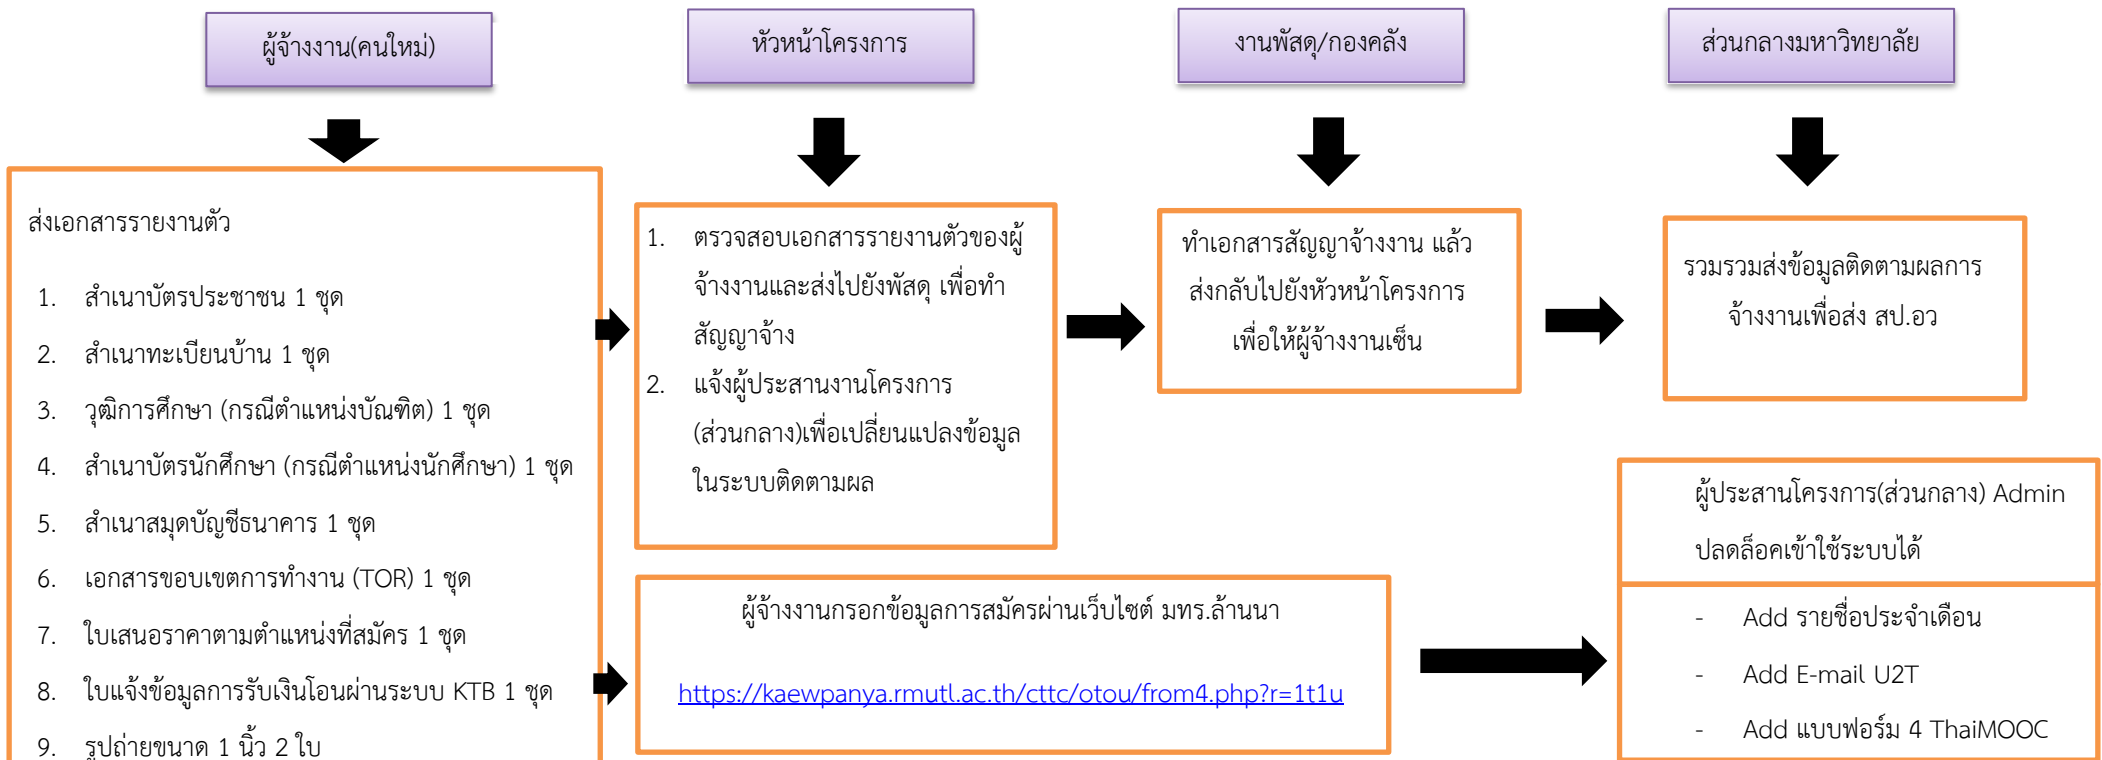 ผู้จ้างงาน(คนใหม่)
หัวหน้าโครงการ
งานพัสดุ/กองคลัง
ส่วนกลางมหาวิทยาลัย
ส่งเอกสารรายงานตัว
1. สำเนาบัตรประชาชน 1 ชุด
2. สำเนาทะเบียนบ้าน 1 ชุด
3. วุฒิการศึกษา (กรณีตำแหน่งบัณฑิต) 1 ชุด
4. สำเนาบัตรนักศึกษา (กรณีตำแหน่งนักศึกษา) 1 ชุด
5. สำเนาสมุดบัญชีธนาคาร 1 ชุด
6. เอกสารขอบเขตการทำงาน (TOR) 1 ชุด
7. ใบเสนอราคาตามตำแหน่งที่สมัคร 1 ชุด
8. ใบแจ้งข้อมูลการรับเงินโอนผ่านระบบ KTB 1 ชุด
9. รูปถ่ายขนาด 1 นิ้ว 2 ใบ
1. ตรวจสอบเอกสารรายงานตัวของผู้
จ้างงานและส่งไปยังพัสดุ เพื่อทำ
สัญญาจ้าง
2. แจ้งผู้ประสานงานโครงการ
(ส่วนกลาง)เพื่อเปลี่ยนแปลงข้อมูล
ในระบบติดตามผล
ทำเอกสารสัญญาจ้างงาน แล้ว
ส่งกลับไปยังหัวหน้าโครงการ
เพื่อให้ผู้จ้างงานเซ็น
รวมรวมส่งข้อมูลติดตามผลการ
จ้างงานเพื่อส่ง สป.อว
ผู้จ้างงานกรอกข้อมูลการสมัครผ่านเว็บไซต์ มทร.ล้านนา
https://kaewpanya.rmutl.ac.th/cttc/otou/from4.php?r=1t1u
ผู้ประสานโครงการ(ส่วนกลาง) Admin
ปลดล็อคเข้าใช้ระบบได้
- Add รายชื่อประจำเดือน
- Add E-mail U2T
- Add แบบฟอร์ม 4 ThaiMOOC